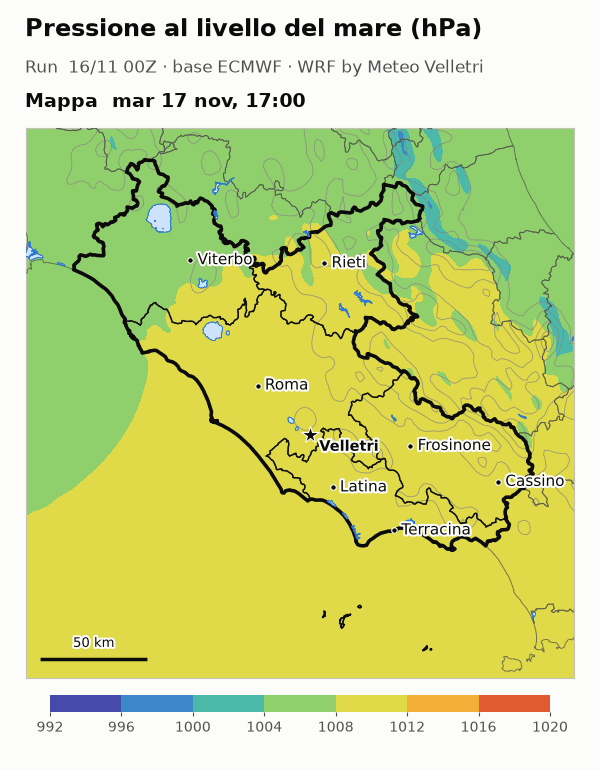 Pressione al livello del mare (hPa)
Run 16/11 00Z · base ECMWF · WRF by Meteo Velletri
Mappa mar 17 nov, 17:00
Viterbo
Rieti
Roma
Velletri
Frosinone
Latina
Cassino
Terracina
50 km
992 996 1000 1004 1008 1012 1016 1020